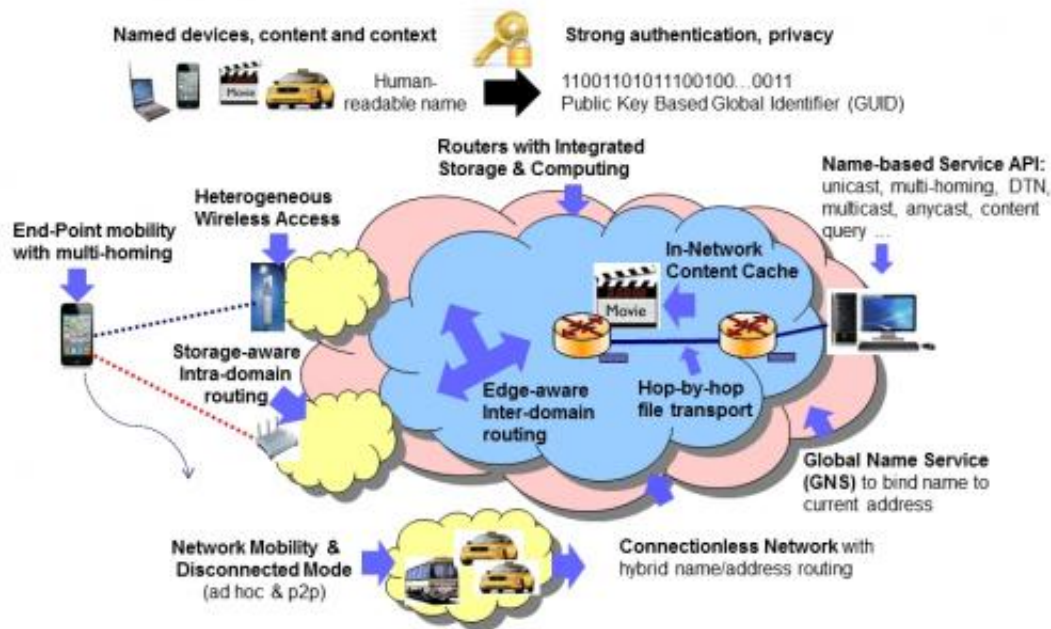 Named devices, content and context
Strong authentication, privacy
Movie
Human-
readable name
11001101011100100...0011
Public Key Based Global Identifier (GUID)
Routers with Integrated
Storage & Computing
Name-based Service API:
unicast, multi-homing, DTN,
multicast, anycast, content
query ...
Heterogeneous
Wireless Access
End-Point mobility
with multi-homing
In-Network
Content Cache
Movie
Storage-aware
Intra-domain
routing
Edge-aware
Inter-domain
routing
Hop-by-hop
file transport
Global Name Service
(GNS) to bind name to
current address
Network Mobility &
Disconnected Mode
(ad hoc & p2p)
Connectionless Network with
hybrid name/address routing